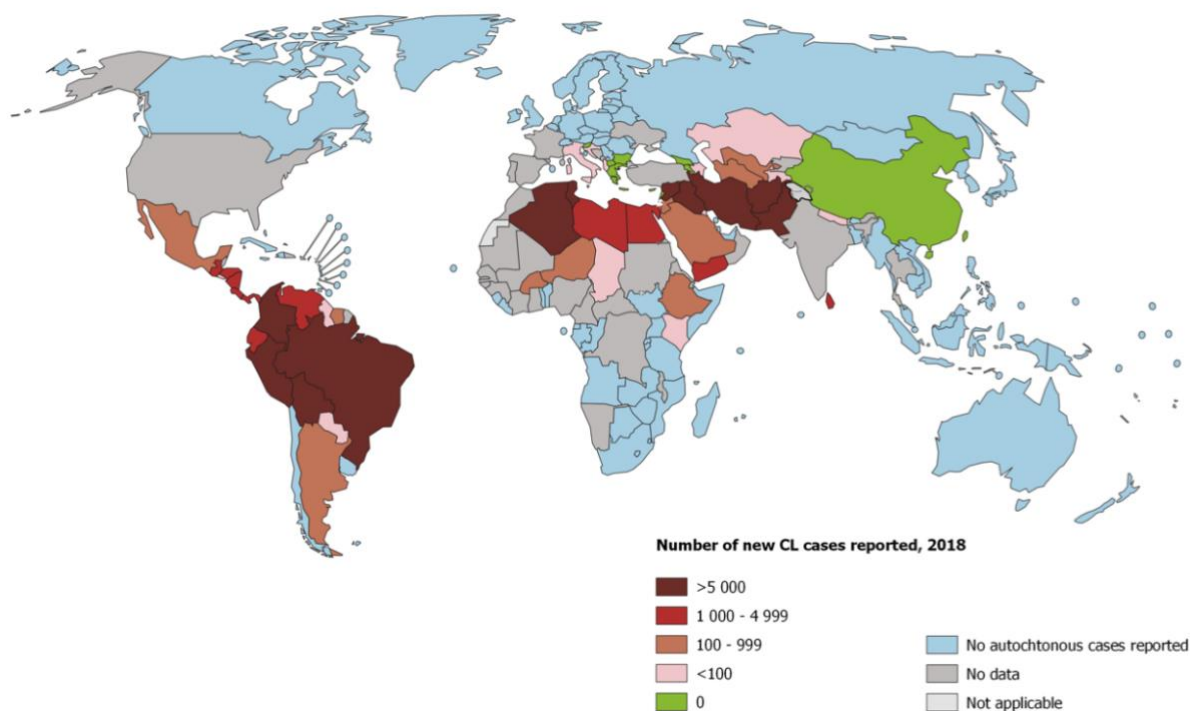 Number of new CL cases reported, 2018
>5 000
1 000 - 4 999
100 - 999
<100
0
No autochtonous cases reported
No data
Not applicable